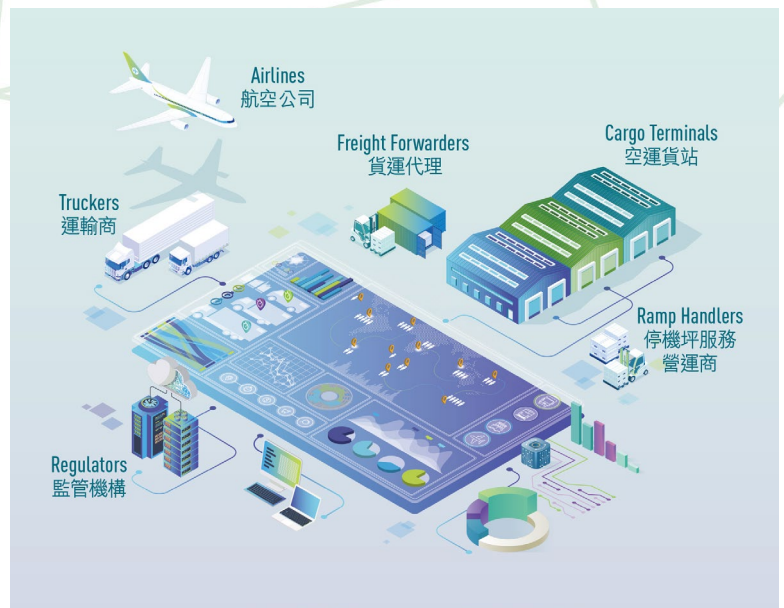 Airlines
航空公司
Freight Forwarders
貨運代理
Cargo Terminals
空運貨站
Truckers
運輸商
Ramp Handlers
停機坪服務
營運商
Regulators
監管機構